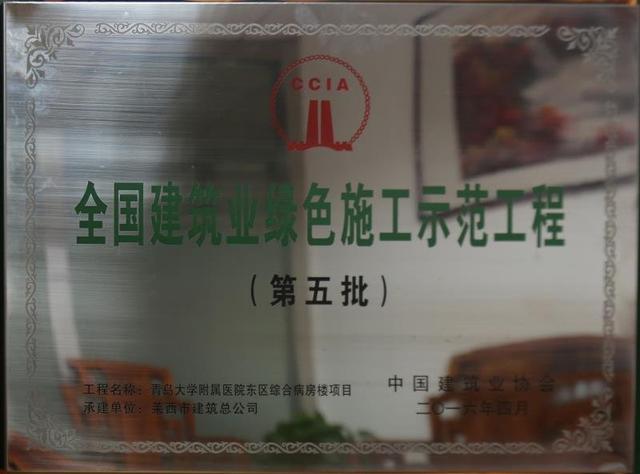 CCIA
全国建筑业绿色施工示范工程
（第五批）
工程名称：青岛大学附属医院东区综合病房楼项目
承建单位：莱西市建筑总公司
中国建筑业协会
二〇一六年四月